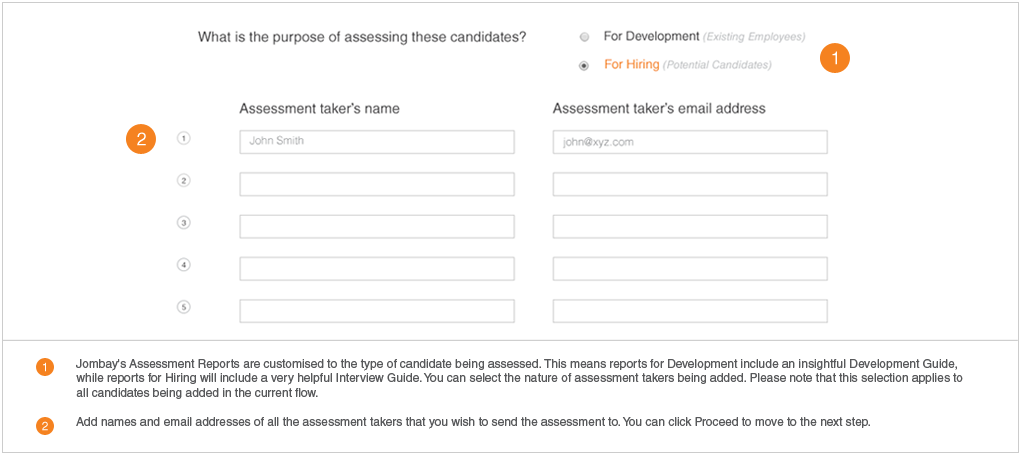 What is the purpose of assessing these candidates?
For Development (Existing Employees)
For Hiring (Potential Candidates)
1
Assessment taker's name
Assessment taker's email address
2
1
John Smith
john@xyz.com
2
3
4
5
1
Jombay's Assessment Reports are customised to the type of candidate being assessed. This means reports for Development include an insightful Development Guide,
while reports for Hiring will include a very helpful Interview Guide. You can select the nature of assessment takers being added. Please note that this selection applies to
all candidates being added in the current flow.
2
Add names and email addresses of all the assessment takers that you wish to send the assessment to. You can click Proceed to move to the next step.